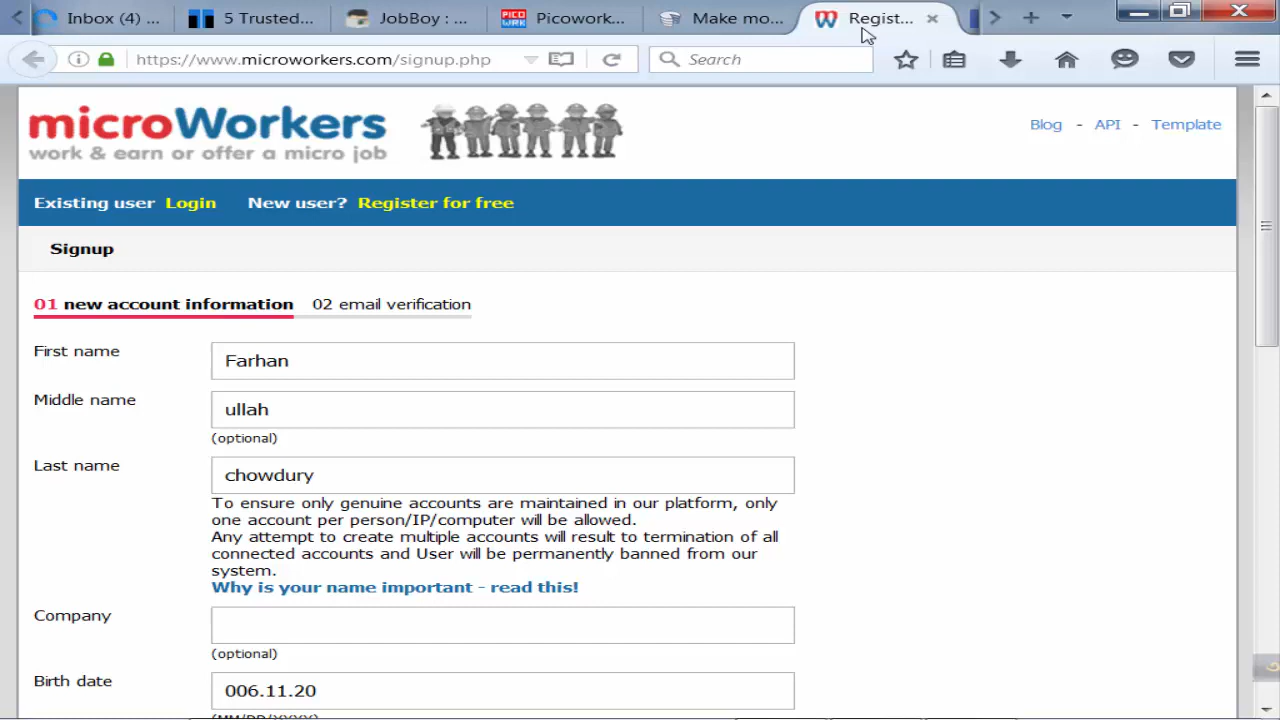 Inbox (4) ...
5 Trusted...
JobBoy : ...
Picowork...
Make mo...
Regist...
https://www.microworkers.com/signup.php
Search
microWorkers
work & earn or offer a micro job
Blog - API - Template
Existing user Login New user? Register for free
Signup
01 new account information 02 email verification
First name
Farhan
Middle name
ullah
(optional)
Last name
chowdury
To ensure only genuine accounts are maintained in our platform, only
one account per person/IP/computer will be allowed.
Any attempt to create multiple accounts will result to termination of all
connected accounts and User will be permanently banned from our
system.
Why is your name important - read this!
Company
(optional)
Birth date
006.11.20
(MM/DD/YYYY)